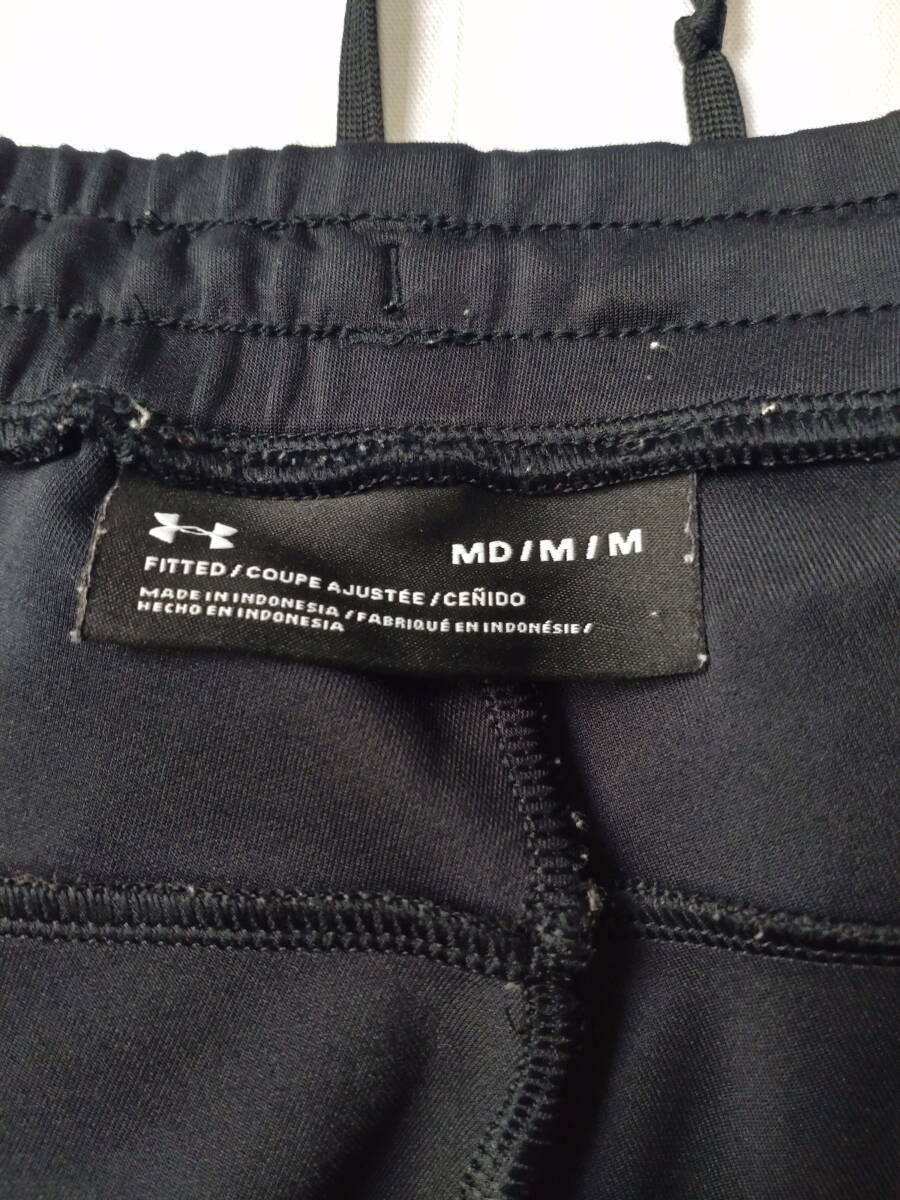 MD/M/M
FITTED/COUPE AJUSTÉE/CEÑIDO
MADE IN INDONESIA/FABRIQUÉ EN INDONÉSIE/
HECHO EN INDONESIA